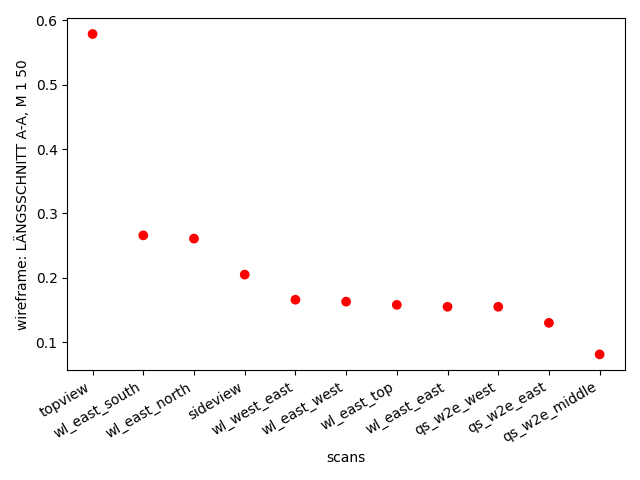 wireframe: LÄNGSSCHNITT A-A, M 1 50
0.6
0.5
0.4
0.3
0.2
0.1
topview
wl_east_south
wl_east_north
sideview
wl_west_east
wl_east_west
wl_east_top
wl_east_east
qs_w2e_west
qs_w2e_east
qs_w2e_middle
scans